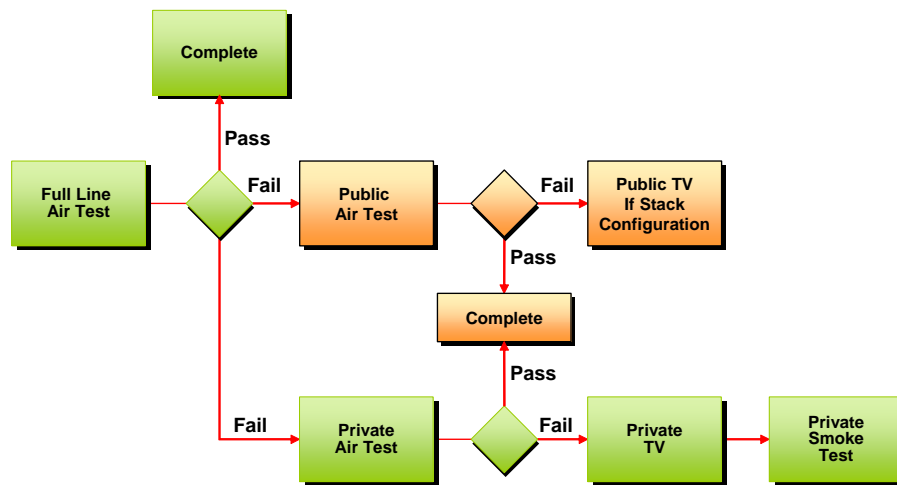 Complete
Pass
Full Line
Air Test
Fail
Public
Air Test
Fail
Public TV
If Stack
Configuration
Pass
Complete
Pass
Fail
Private
Air Test
Fail
Private
TV
Private
Smoke
Test